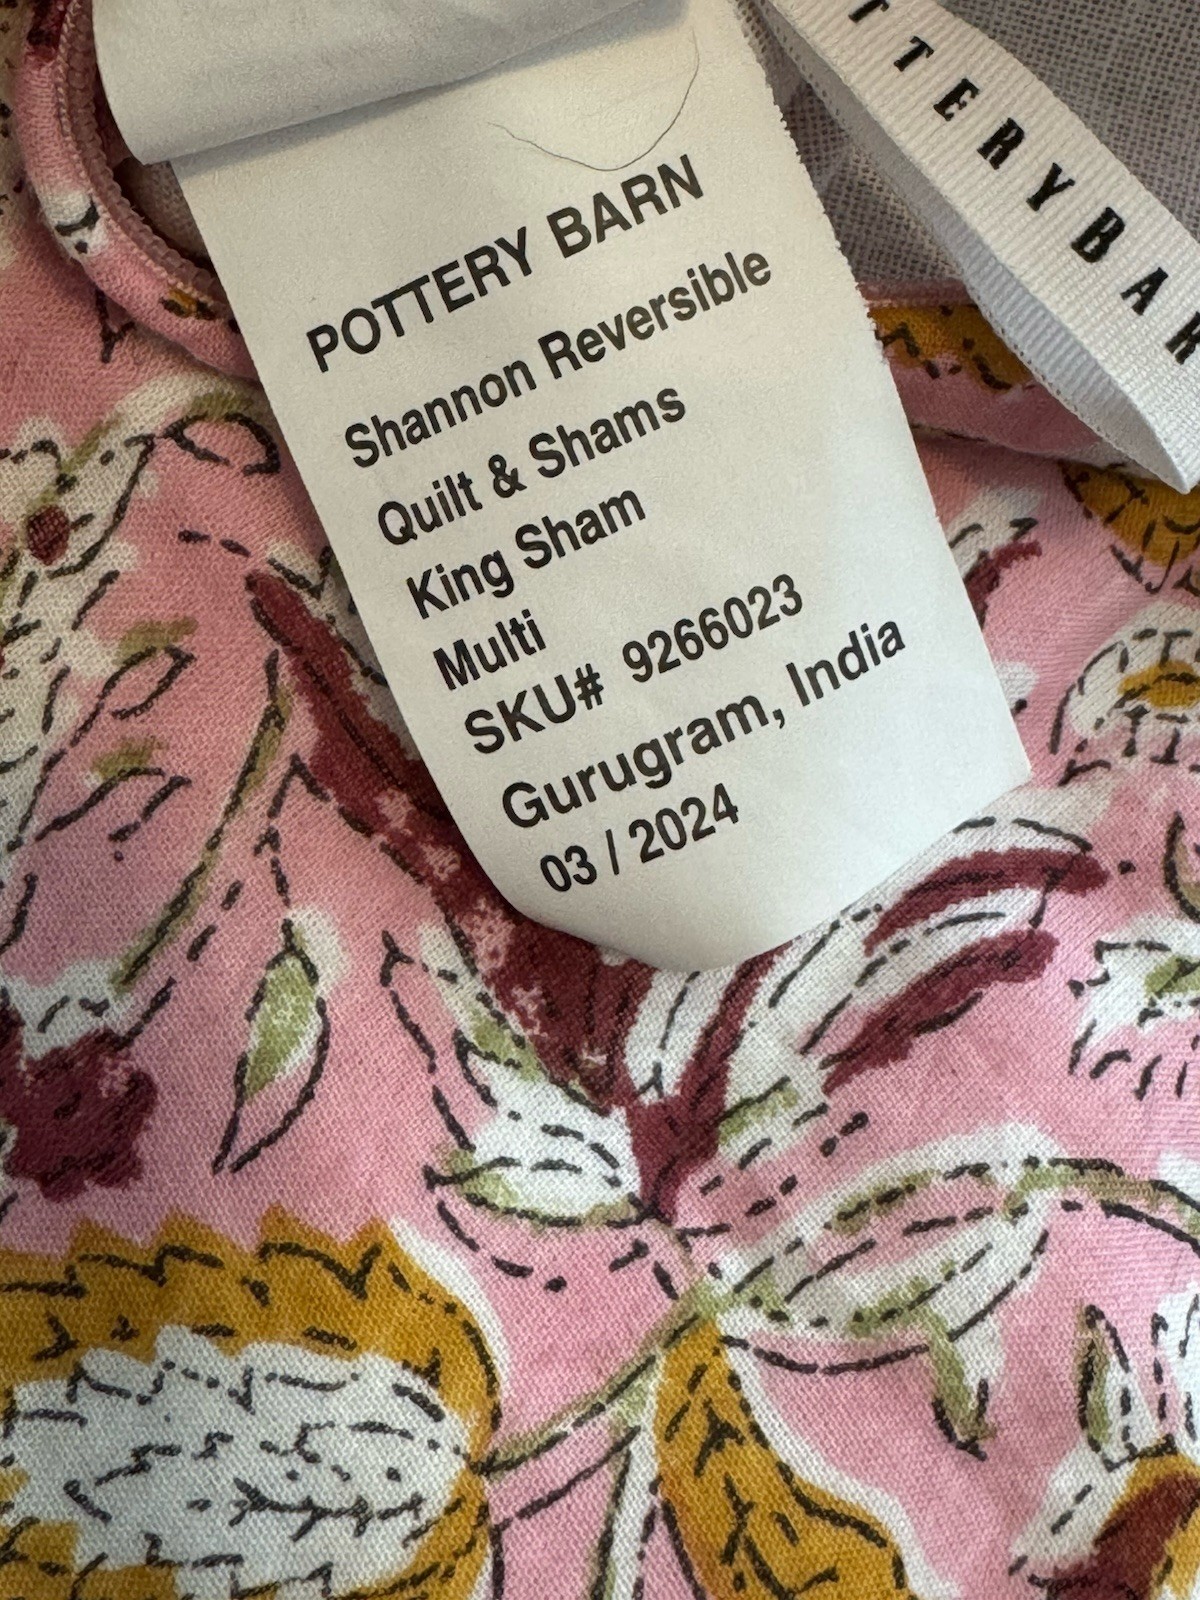 POTTERY BARN
Shannon Reversible
Quilt & Shams
King Sham
Multi
SKU# 9266023
Gurugram, India
03 / 2024
TTERYBAR